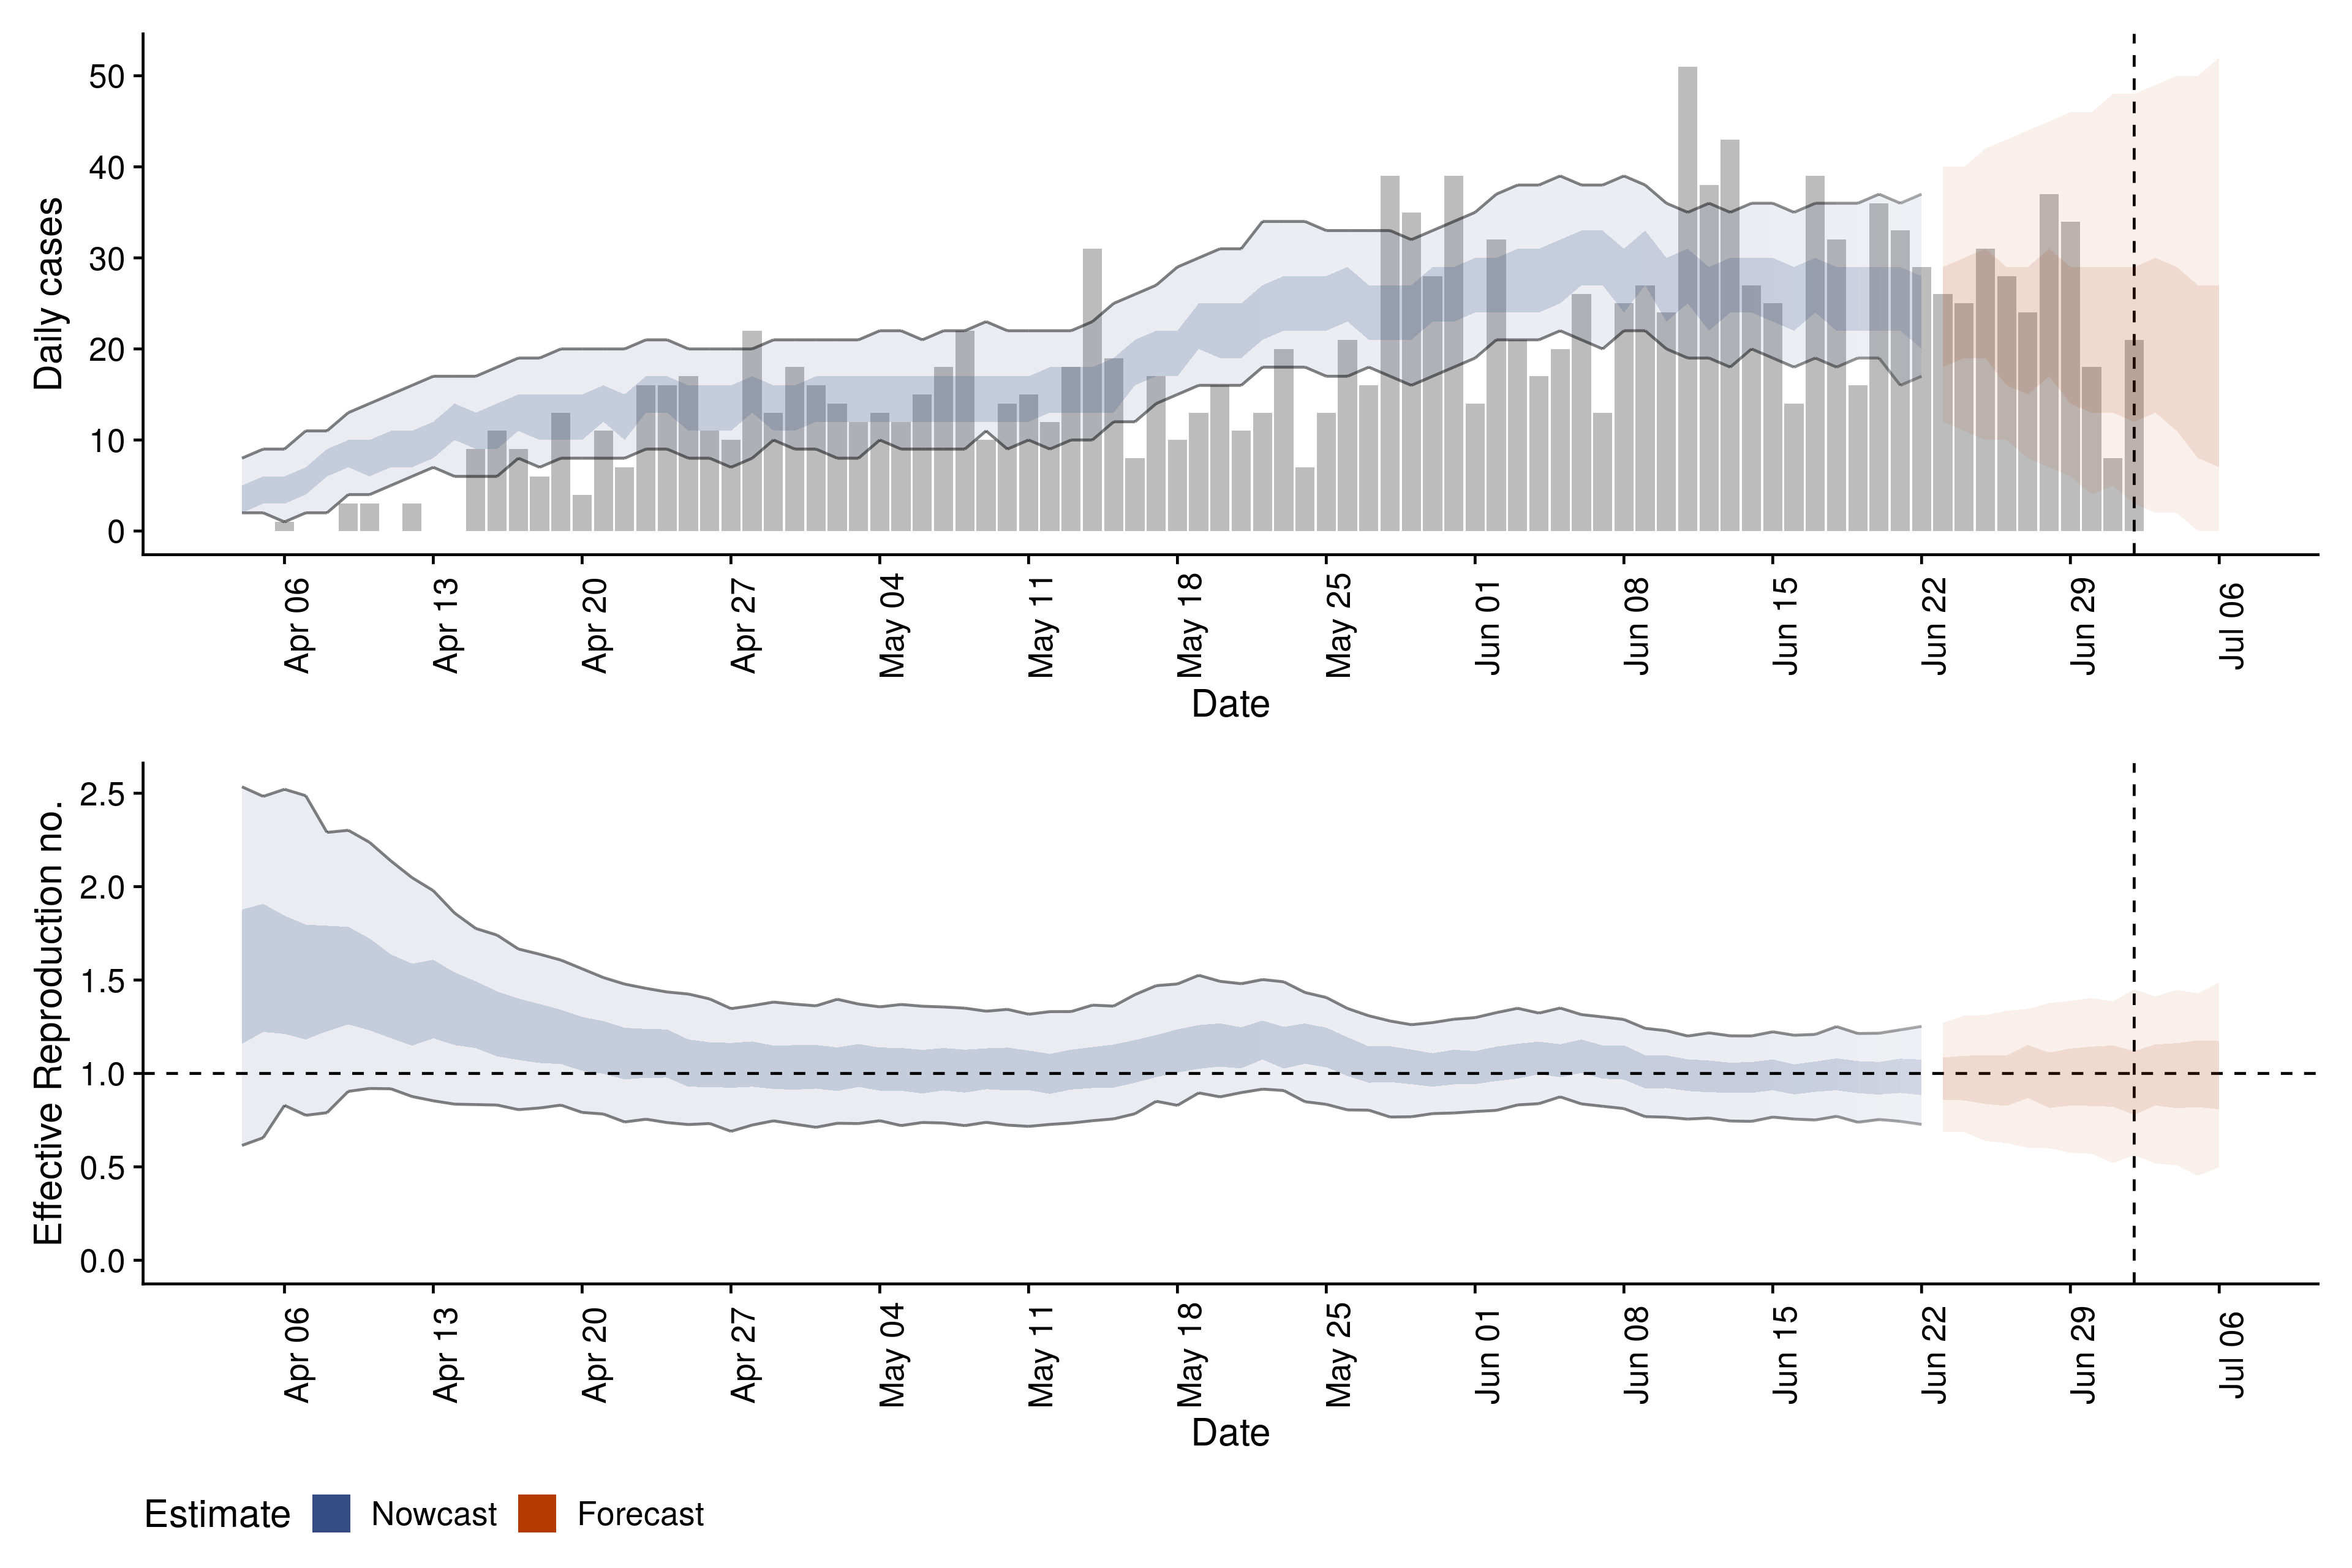 Daily cases
50
40
30
20
10
0
Apr 06
Apr 13
Apr 20
Apr 27
May 04
May 11
May 18
May 25
Jun 01
Jun 08
Jun 15
Jun 22
Jun 29
Jul 06
Date
Effective Reproduction no.
2.5
2.0
1.5
1.0
0.5
0.0
Apr 06
Apr 13
Apr 20
Apr 27
May 04
May 11
May 18
May 25
Jun 01
Jun 08
Jun 15
Jun 22
Jun 29
Jul 06
Date
Estimate Nowcast Forecast